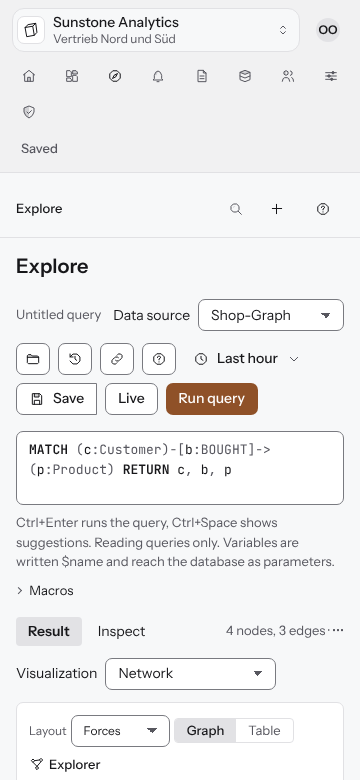 Sunstone Analytics
Vertrieb Nord und Süd
OO
Saved
Explore
Explore
Untitled query Data source Shop-Graph
Last hour
Save Live Run query
MATCH (c:Customer)-[b:BOUGHT]->
(p:Product) RETURN c, b, p
Ctrl+Enter runs the query, Ctrl+Space shows
suggestions. Reading queries only. Variables are
written $name and reach the database as parameters.
Macros
Result Inspect 4 nodes, 3 edges · ···
Visualization Network
Layout Forces Graph Table
Explorer